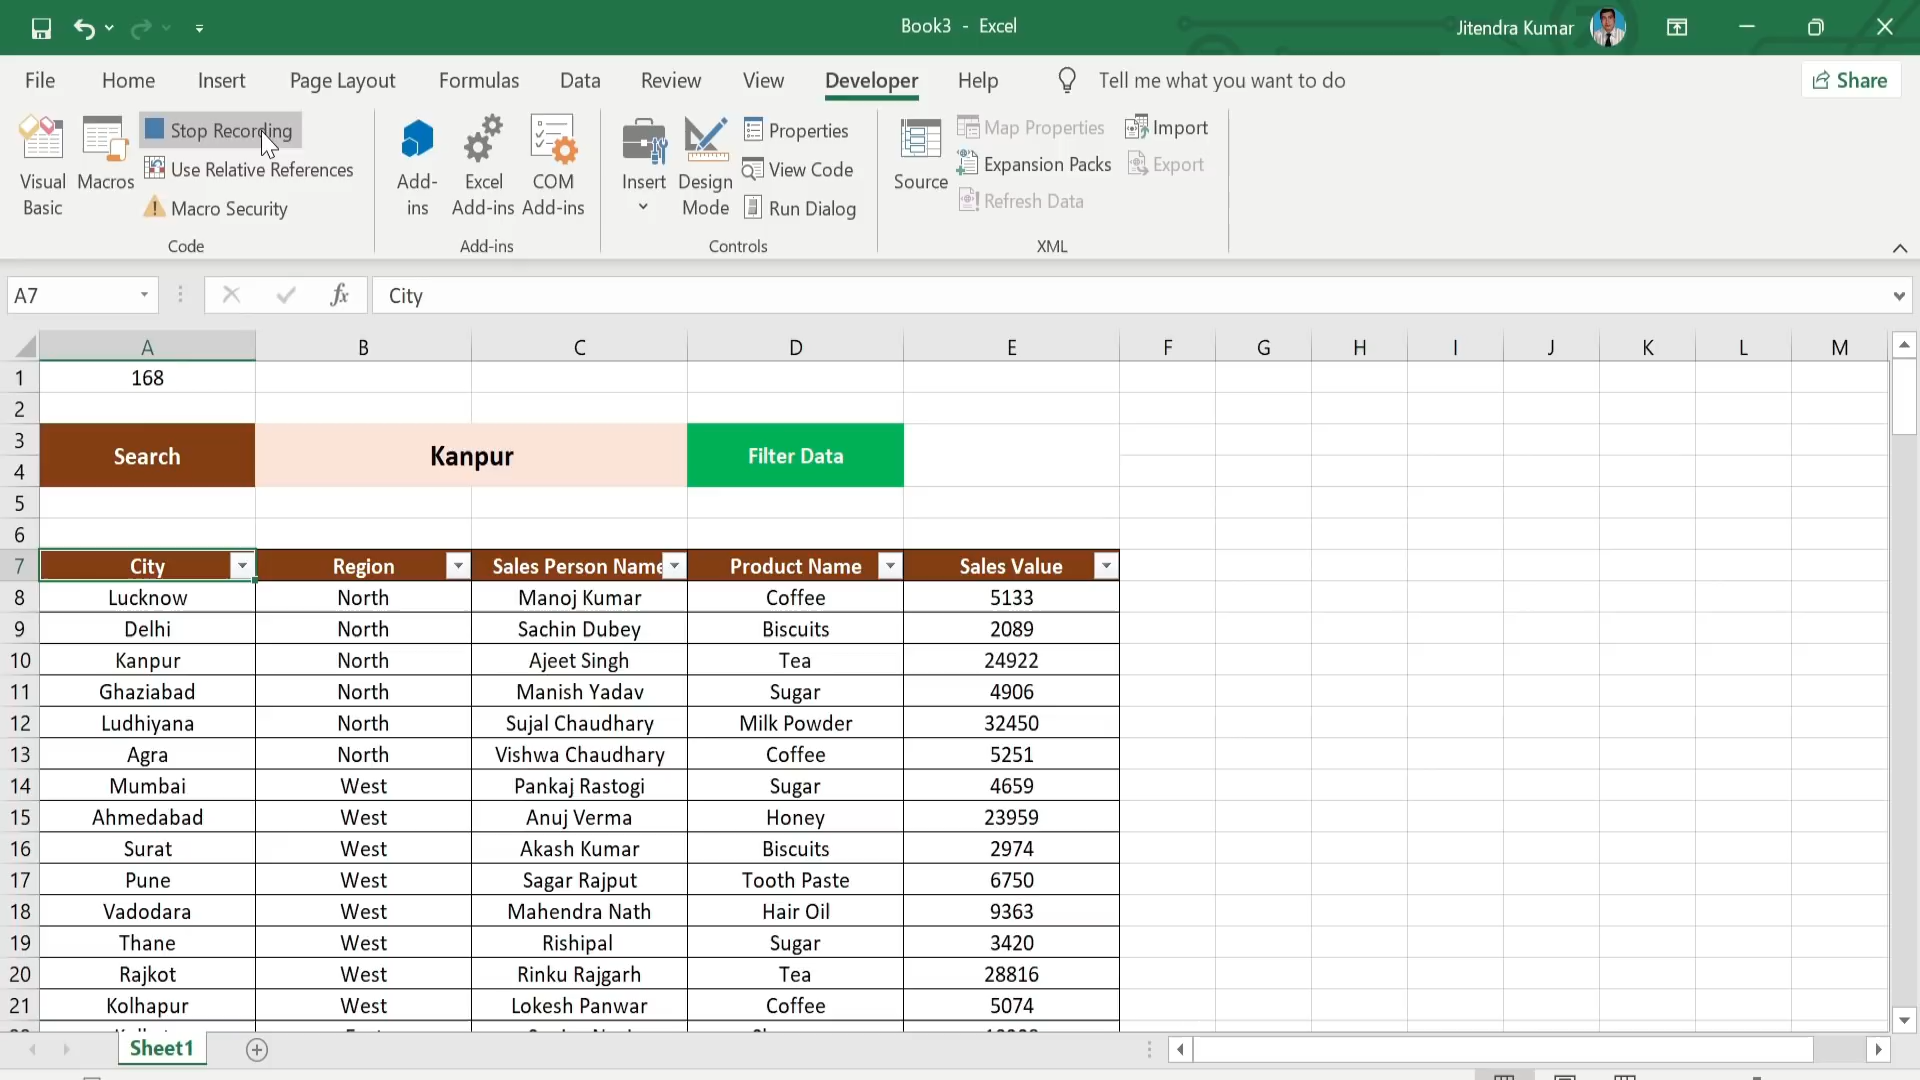 Book3 - Excel
Jitendra Kumar
File Home Insert Page Layout Formulas Data Review View Developer Help Tell me what you want to do Share
Visual Basic
Macros
Stop Recording
Use Relative References
Macro Security
Code
Add-ins
Excel Add-ins
COM Add-ins
Add-ins
Insert
Design Mode
Properties
View Code
Run Dialog
Controls
Source
Map Properties
Expansion Packs
Refresh Data
Import
Export
XML
A7 fx City
A B C D E F G H I J K L M
1 168
2
3
Search Kanpur Filter Data
4
5
6
7 City Region Sales Person Name Product Name Sales Value
8 Lucknow North Manoj Kumar Coffee 5133
9 Delhi North Sachin Dubey Biscuits 2089
10 Kanpur North Ajeet Singh Tea 24922
11 Ghaziabad North Manish Yadav Sugar 4906
12 Ludhiyana North Sujal Chaudhary Milk Powder 32450
13 Agra North Vishwa Chaudhary Coffee 5251
14 Mumbai West Pankaj Rastogi Sugar 4659
15 Ahmedabad West Anuj Verma Honey 23959
16 Surat West Akash Kumar Biscuits 2974
17 Pune West Sagar Rajput Tooth Paste 6750
18 Vadodara West Mahendra Nath Hair Oil 9363
19 Thane West Rishipal Sugar 3420
20 Rajkot West Rinku Rajgarh Tea 28816
21 Kolhapur West Lokesh Panwar Coffee 5074
Sheet1